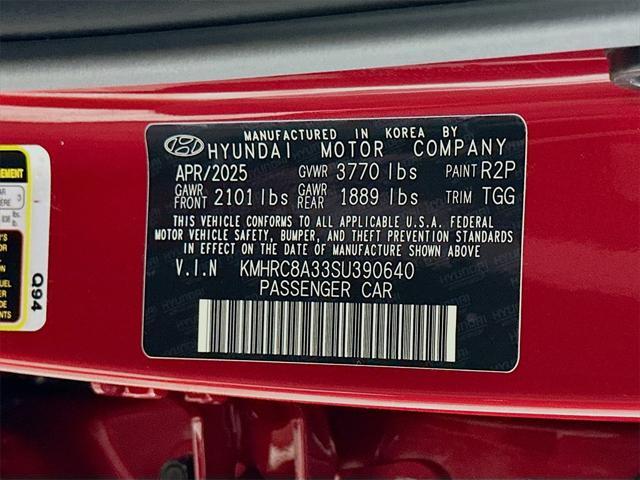 MANUFACTURED IN KOREA BY
HYUNDAI MOTOR COMPANY
APR/2025 GVWR 3770 lbs PAINT R2P
GAWR FRONT 2101 lbs GAWR REAR 1889 lbs TRIM TGG
THIS VEHICLE CONFORMS TO ALL APPLICABLE U.S.A. FEDERAL
MOTOR VEHICLE SAFETY, BUMPER, AND THEFT PREVENTION STANDARDS
IN EFFECT ON THE DATE OF MANUFACTURE SHOWN ABOVE
V.I.N KMHRC8A33SU390640
PASSENGER CAR
Q94